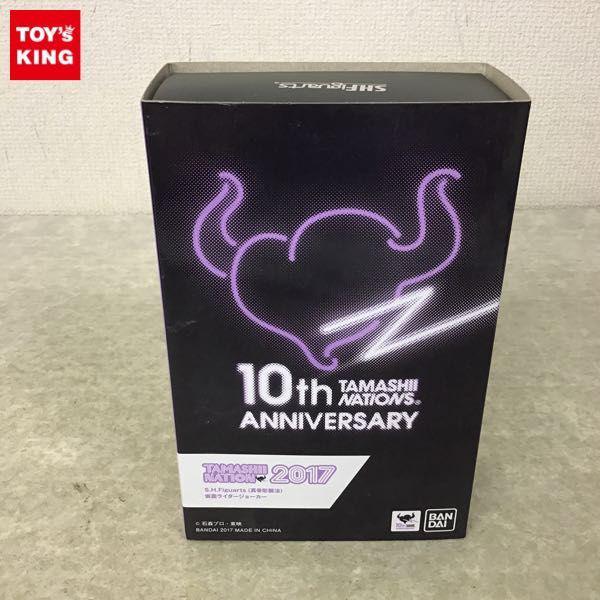 TOY's
KING
S.H.Figuarts
10th TAMASHII
NATIONS®
ANNIVERSARY
TAMASHII
NATION 2017
S.H.Figuarts (真骨彫製法)
仮面ライダージョーカー
© 石森プロ・東映
BANDAI 2017 MADE IN CHINA
BAN
DAI